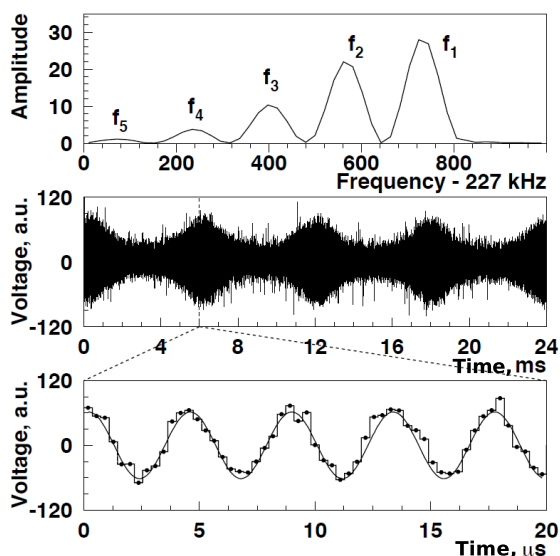 Amplitude
30
20
10
0
f5
f4
f3
f2
f1
0 200 400 600 800
Frequency - 227 kHz
Voltage, a.u.
120
0
-120
0 4 8 12 16 20 24
Time, ms
Voltage, a.u.
120
0
-120
0 5 10 15 20
Time, µs